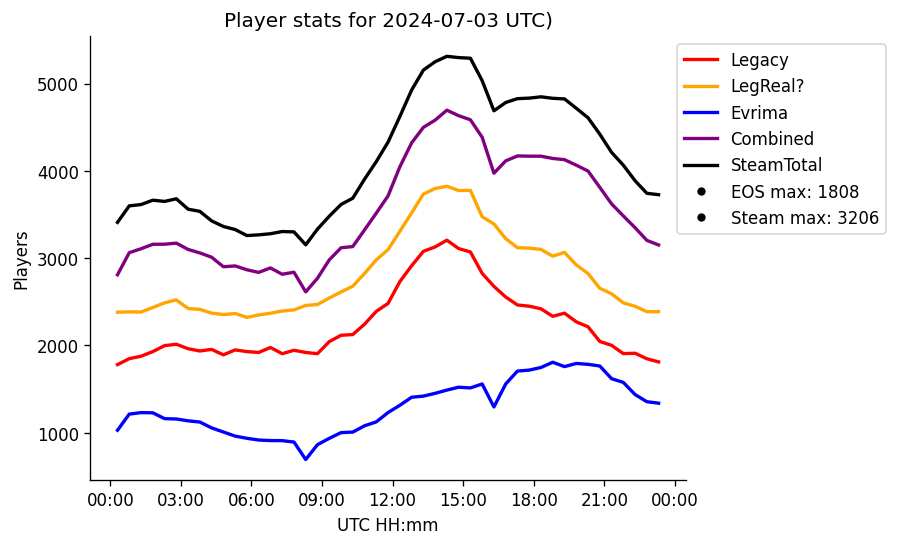 Player stats for 2024-07-03 UTC)
Players
5000
4000
3000
2000
1000
00:00 03:00 06:00 09:00 12:00 15:00 18:00 21:00 00:00
UTC HH:mm
Legacy
LegReal?
Evrima
Combined
SteamTotal
EOS max: 1808
Steam max: 3206